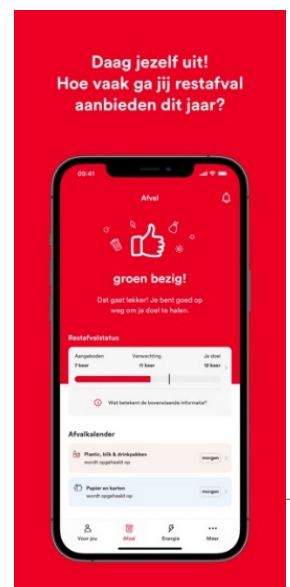 Daag jezelf uit!
Hoe vaak ga jij restafval
aanbieden dit jaar?
09:41
Afval
groen bezig!
Dat gaat lekker! Je bent goed op
weg om je doel te halen.
Restafvalstatus
Aangeboden Verwachting Je doel
7 keer 11 keer 12 keer
Wat betekent de bovenstaande informatie?
Afvalkalender
Plastic, blik & drinkpakken
wordt opgehaald op
morgen
Papier en karton
wordt opgehaald op
morgen
Voor jou Afval Energie Meer